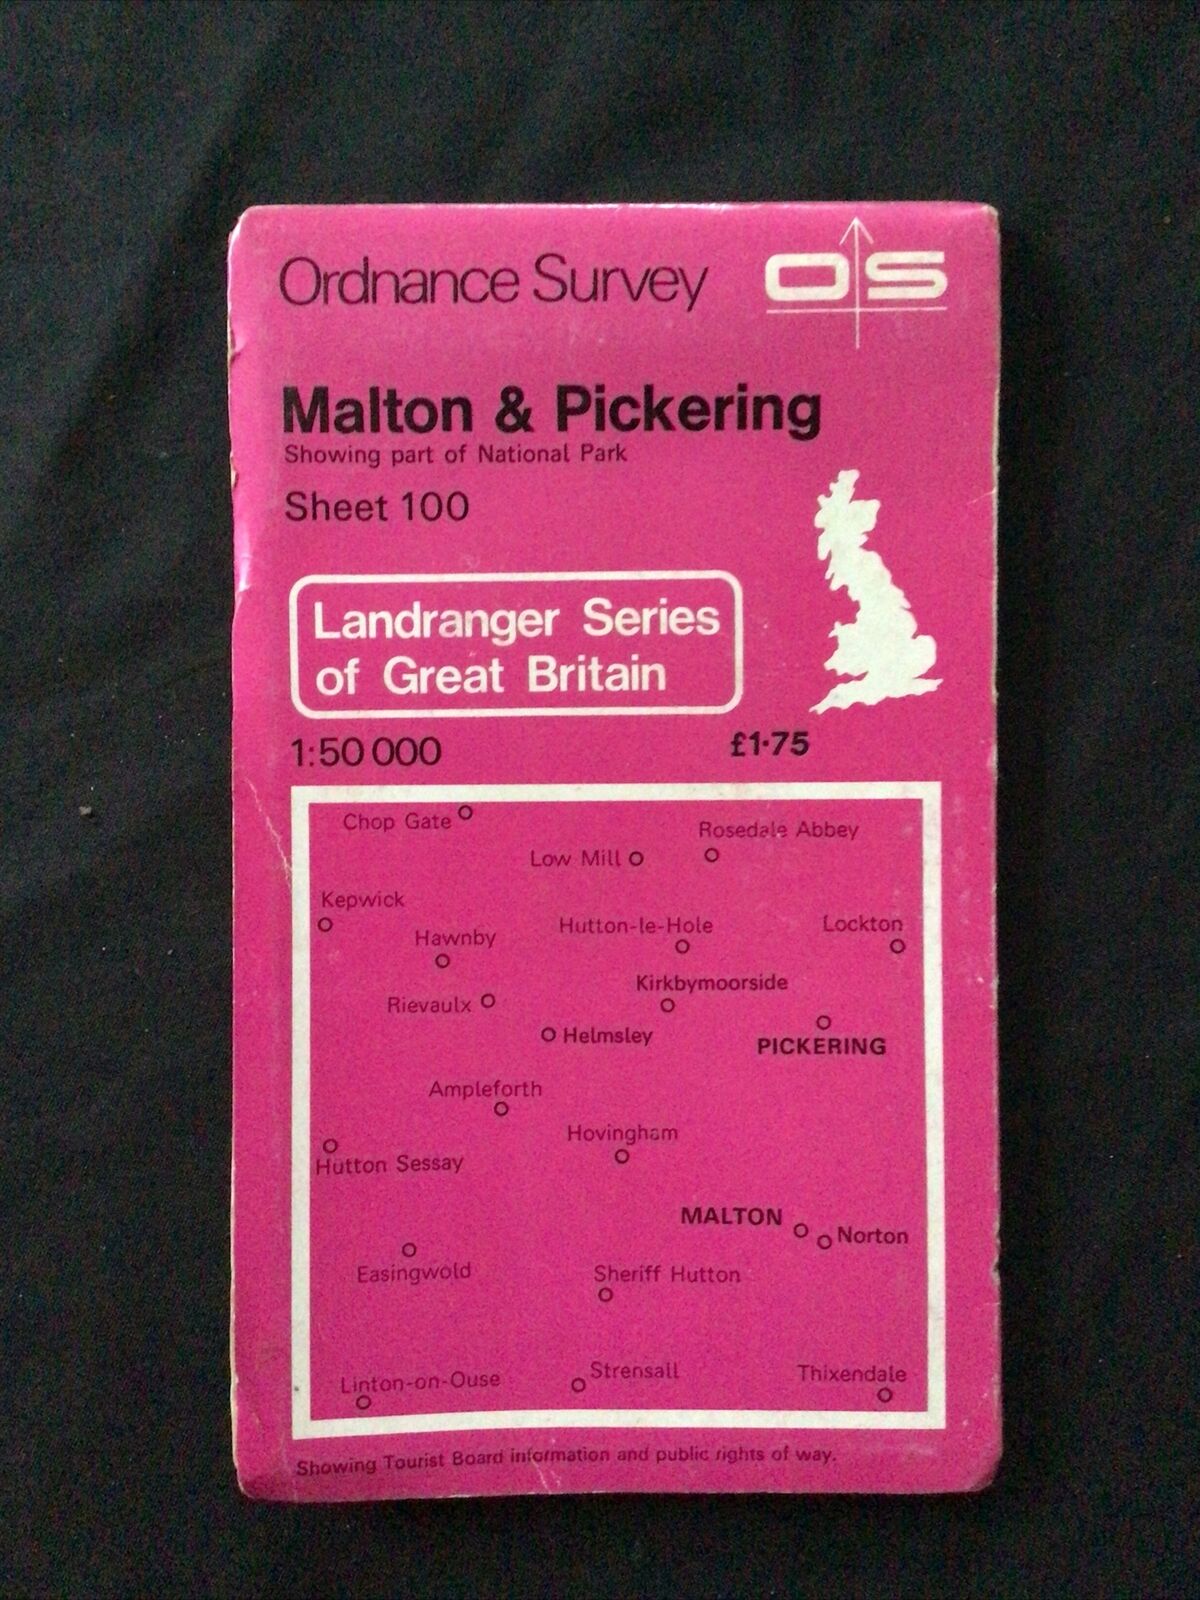 Ordnance Survey
OS
Malton & Pickering
Showing part of National Park
Sheet 100
Landranger Series
of Great Britain
1:50 000
£1·75
Chop Gate
Rosedale Abbey
Low Mill
Kepwick
Hutton-le-Hole
Lockton
Hawnby
Kirkbymoorside
Rievaulx
Helmsley
PICKERING
Ampleforth
Hovingham
Hutton Sessay
MALTON
Norton
Easingwold
Sheriff Hutton
Strensall
Thixendale
Linton-on-Ouse
Showing Tourist Board information and public rights of way.